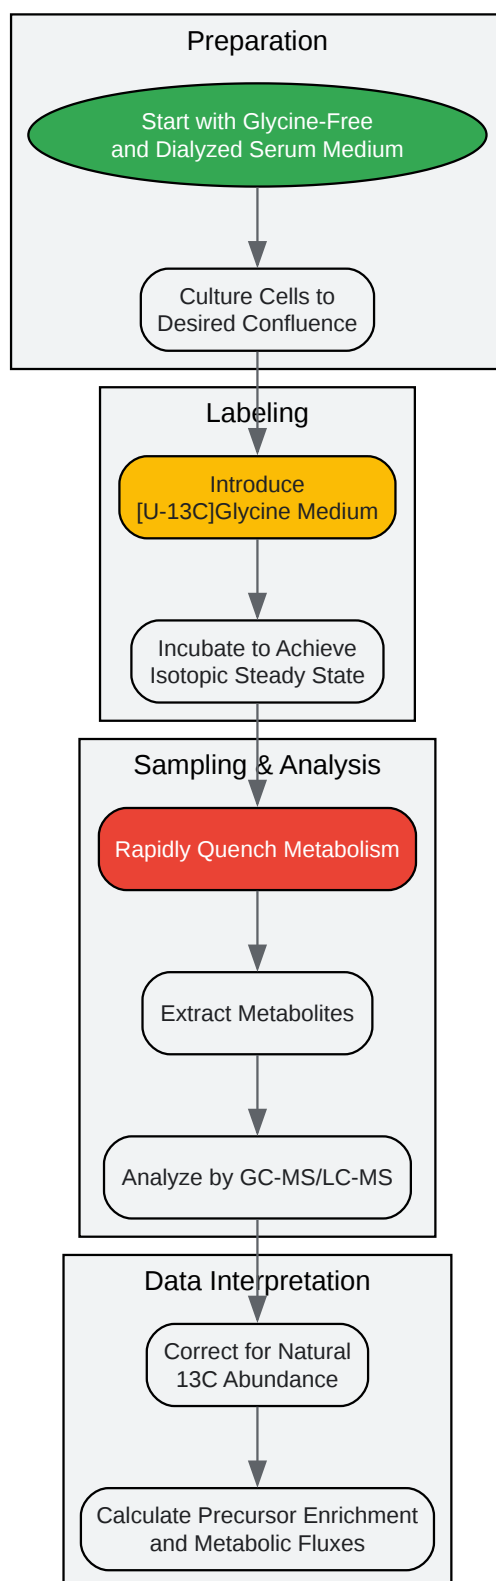 Preparation
Start with Glycine-Free
and Dialyzed Serum Medium
Culture Cells to
Desired Confluence
Labeling
Introduce
[U-13C]Glycine Medium
Incubate to Achieve
Isotopic Steady State
Sampling & Analysis
Rapidly Quench Metabolism
Extract Metabolites
Analyze by GC-MS/LC-MS
Data Interpretation
Correct for Natural
13C Abundance
Calculate Precursor Enrichment
and Metabolic Fluxes